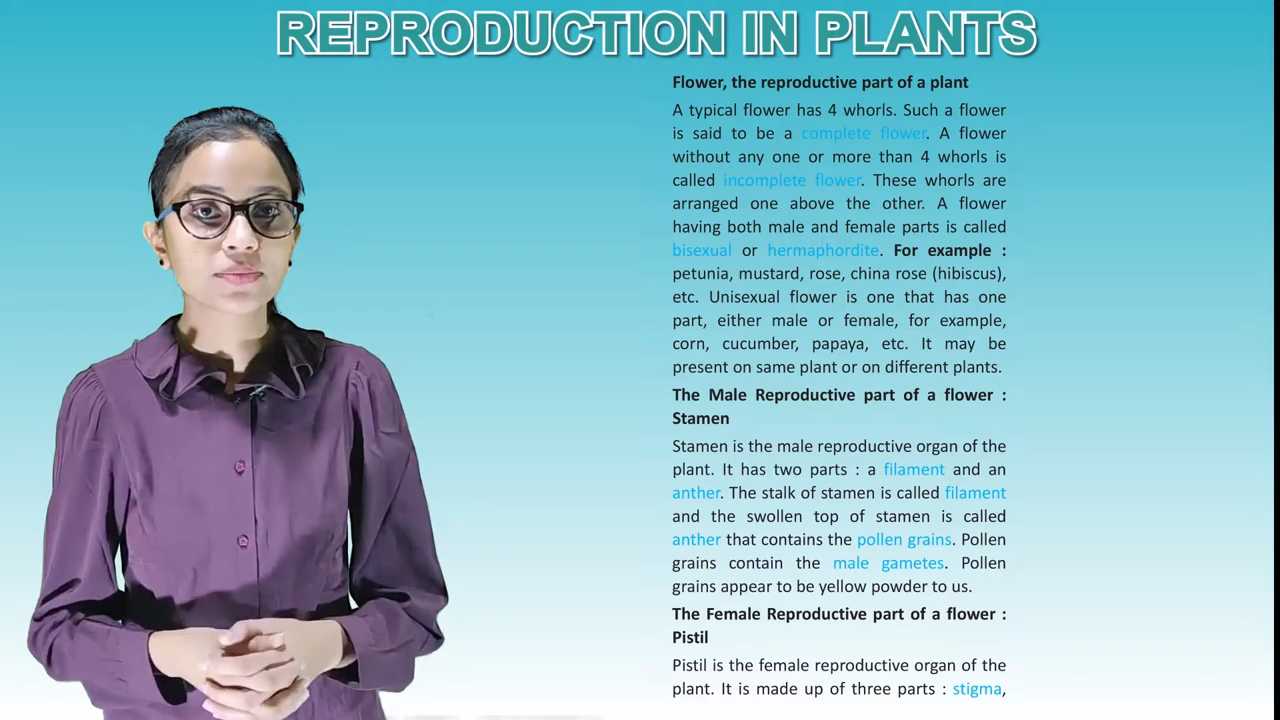 REPRODUCTION IN PLANTS
Flower, the reproductive part of a plant
A typical flower has 4 whorls. Such a flower
is said to be a complete flower. A flower
without any one or more than 4 whorls is
called incomplete flower. These whorls are
arranged one above the other. A flower
having both male and female parts is called
bisexual or hermaphordite. For example :
petunia, mustard, rose, china rose (hibiscus),
etc. Unisexual flower is one that has one
part, either male or female, for example,
corn, cucumber, papaya, etc. It may be
present on same plant or on different plants.
The Male Reproductive part of a flower :
Stamen
Stamen is the male reproductive organ of the
plant. It has two parts : a filament and an
anther. The stalk of stamen is called filament
and the swollen top of stamen is called
anther that contains the pollen grains. Pollen
grains contain the male gametes. Pollen
grains appear to be yellow powder to us.
The Female Reproductive part of a flower :
Pistil
Pistil is the female reproductive organ of the
plant. It is made up of three parts : stigma,